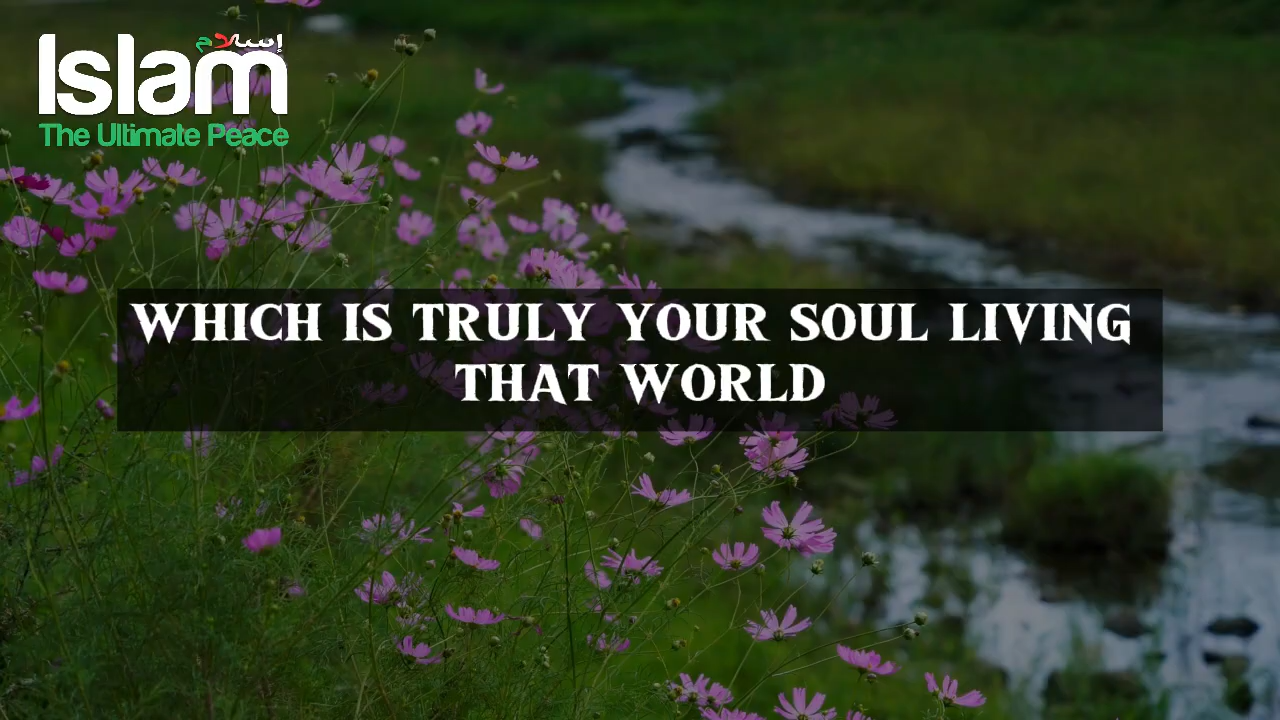 إسلام
Islam
The Ultimate Peace
WHICH IS TRULY YOUR SOUL LIVING
THAT WORLD